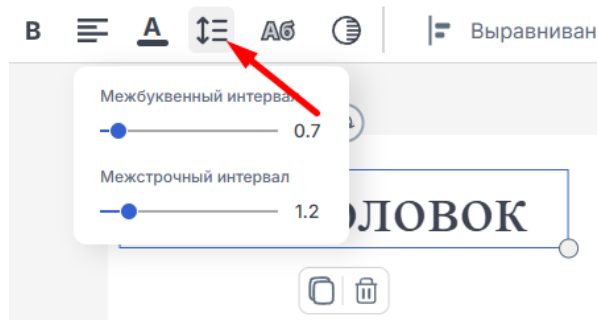 B A Аб Выравниван
Межбуквенный интервал
0.7
Межстрочный интервал
1.2
оловок